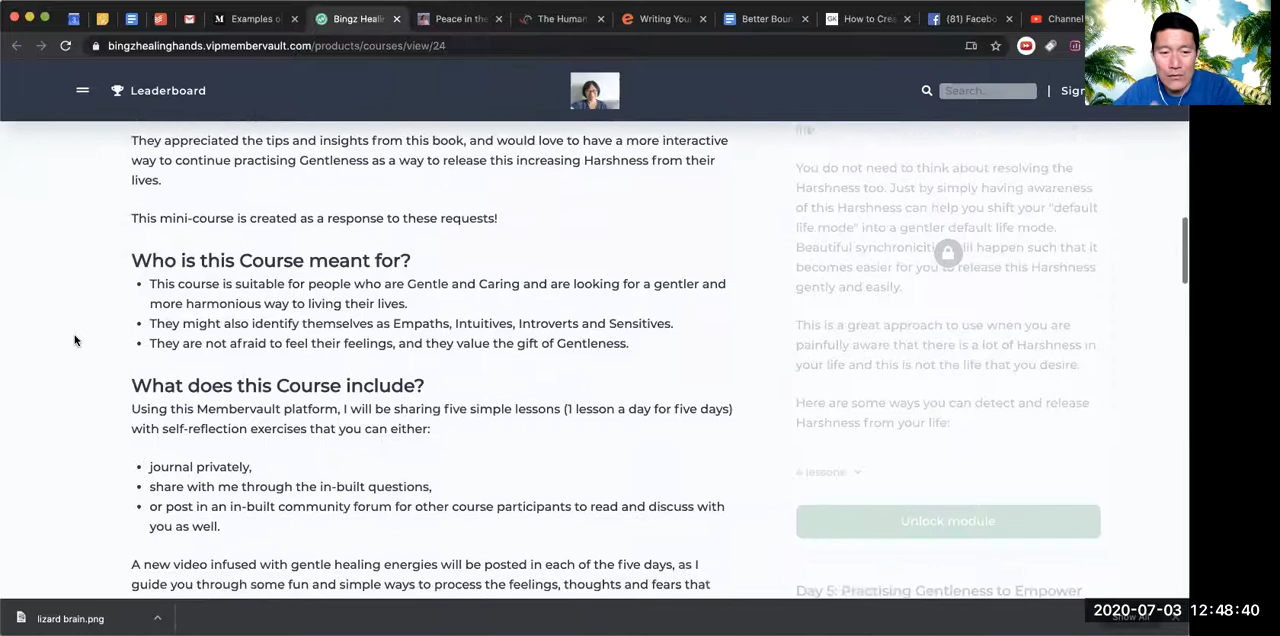 Examples o
Bingz Heali
Peace in the
The Human
Writing You
Better Boun
How to Crea
(81) Facebo
Channel
bingzhealinghands.vipmembervault.com/products/courses/view/24
Leaderboard
Search...
| Sign
They appreciated the tips and insights from this book, and would love to have a more interactive
way to continue practising Gentleness as a way to release this increasing Harshness from their
lives.
This mini-course is created as a response to these requests!
Who is this Course meant for?
• This course is suitable for people who are Gentle and Caring and are looking for a gentler and
more harmonious way to living their lives.
• They might also identify themselves as Empaths, Intuitives, Introverts and Sensitives.
• They are not afraid to feel their feelings, and they value the gift of Gentleness.
What does this Course include?
Using this Membervault platform, I will be sharing five simple lessons (1 lesson a day for five days)
with self-reflection exercises that you can either:
• journal privately,
• share with me through the in-built questions,
• or post in an in-built community forum for other course participants to read and discuss with
you as well.
A new video infused with gentle healing energies will be posted in each of the five days, as I
guide you through some fun and simple ways to process the feelings, thoughts and fears that
life.
You do not need to think about resolving the
Harshness too. Just by simply having awareness
of this Harshness can help you shift your "default
life mode" into a gentler default life mode.
Beautiful will happen such that it
becomes easier for you to release this Harshness
gently and easily.
This is a great approach to use when you are
painfully aware that there is a lot of Harshness in
your life and this is not the life that you desire.
Here are some ways you can detect and release
Harshness from your life:
4 lessons
Unlock module
Day 5: Practising Gentleness to Empower
lizard brain.png
Show All
2020-07-03 12:48:40